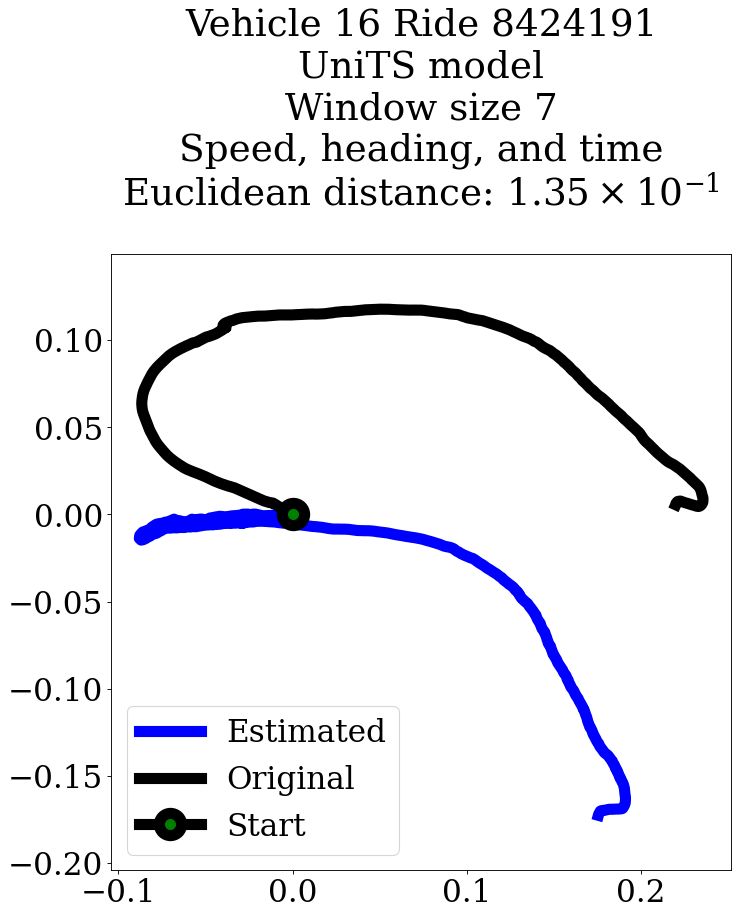 Vehicle 16 Ride 8424191
UniTS model
Window size 7
Speed, heading, and time
Euclidean distance: 1.35 × 10⁻¹
0.10
0.05
0.00
−0.05
−0.10
−0.15
−0.20
Estimated
Original
Start
−0.1 0.0 0.1 0.2